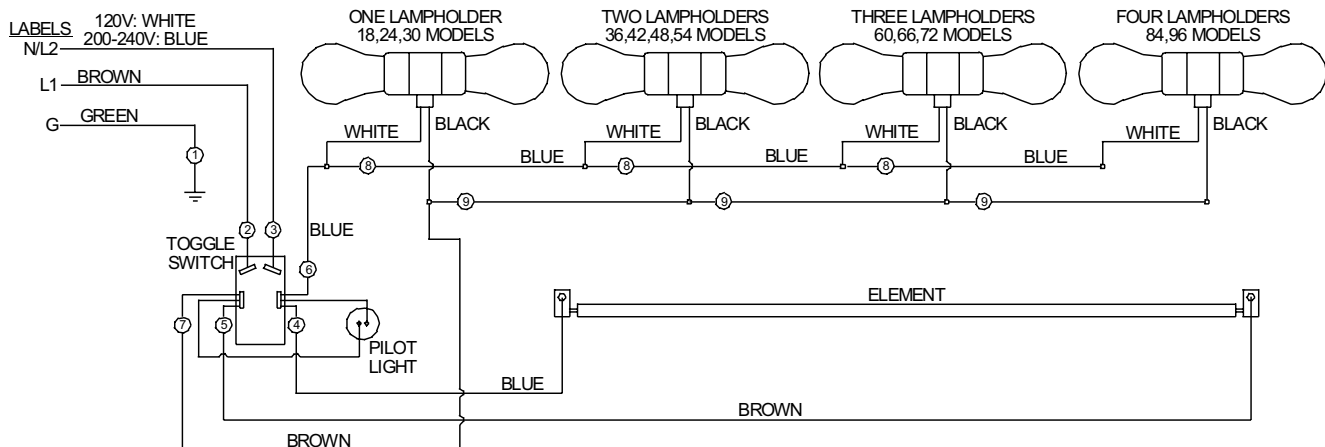 LABELS
120V: WHITE
200-240V: BLUE
N/L2
L1
BROWN
G
GREEN
1
ONE LAMPHOLDER
18,24,30 MODELS
TWO LAMPHOLDERS
36,42,48,54 MODELS
THREE LAMPHOLDERS
60,66,72 MODELS
FOUR LAMPHOLDERS
84,96 MODELS
WHITE
BLACK
WHITE
BLACK
WHITE
BLACK
WHITE
BLACK
8
BLUE
8
BLUE
8
BLUE
9
9
9
2
3
BLUE
TOGGLE
SWITCH
6
7
5
4
PILOT
LIGHT
ELEMENT
BLUE
BROWN
BROWN